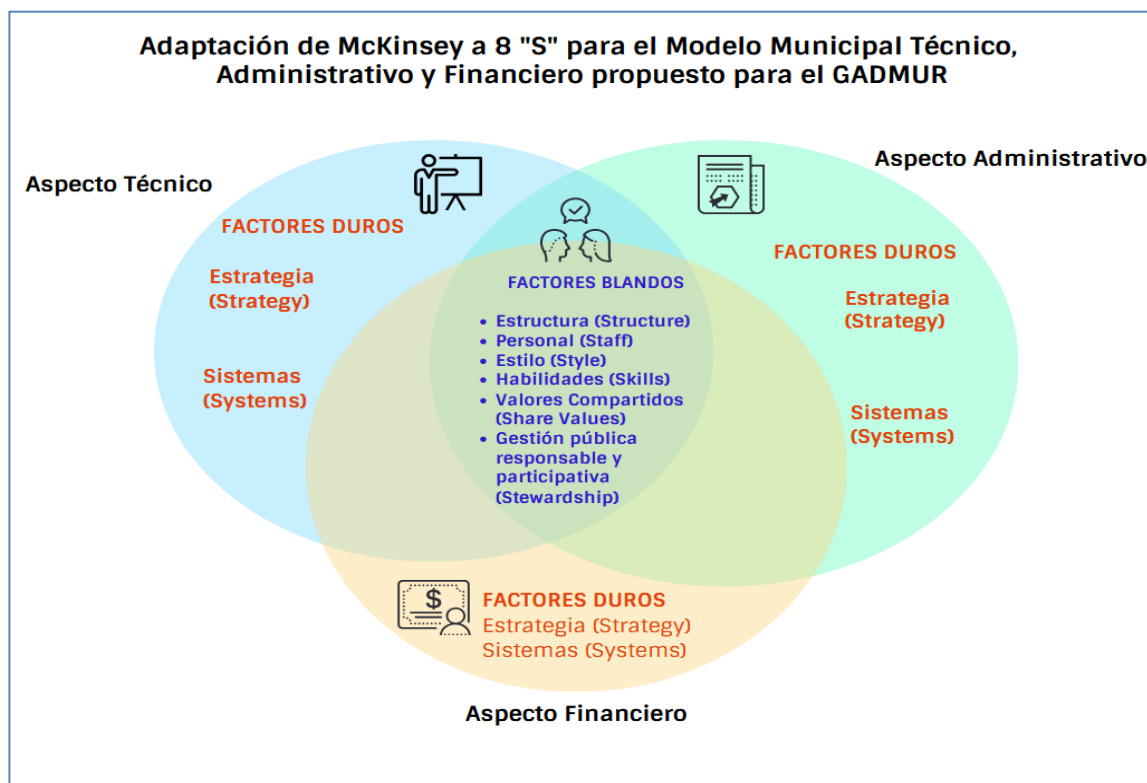 Adaptación de McKinsey a 8 "S" para el Modelo Municipal Técnico,
Administrativo y Financiero propuesto para el GADMUR
Aspecto Técnico
FACTORES DUROS
Estrategia
(Strategy)
Sistemas
(Systems)
Aspecto Administrativo
FACTORES DUROS
Estrategia
(Strategy)
Sistemas
(Systems)
FACTORES BLANDOS
• Estructura (Structure)
• Personal (Staff)
• Estilo (Style)
• Habilidades (Skills)
• Valores Compartidos
(Share Values)
• Gestión pública
responsable y
participativa
(Stewardship)
$
FACTORES DUROS
Estrategia (Strategy)
Sistemas (Systems)
Aspecto Financiero